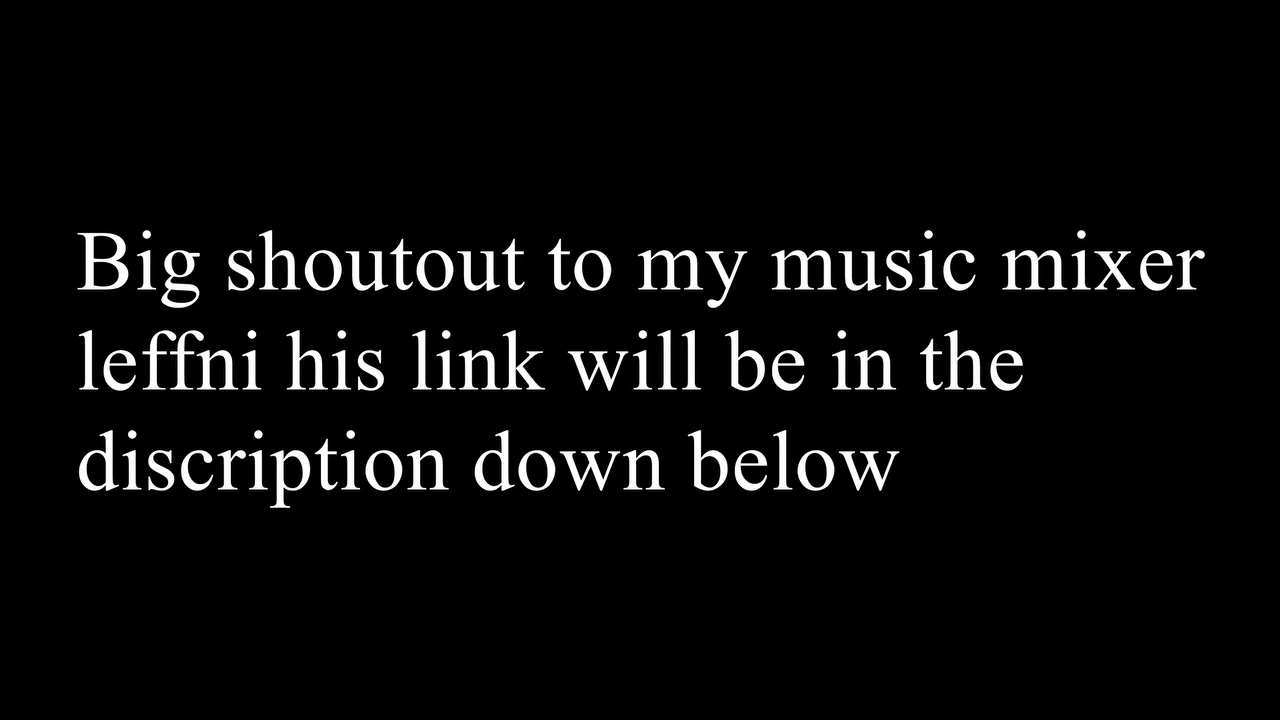 Big shoutout to my music mixer
leffni his link will be in the
discription down below